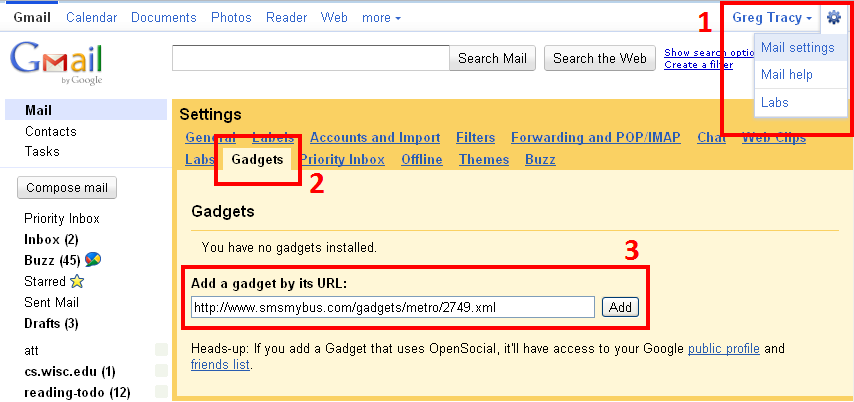 Gmail Calendar Documents Photos Reader Web more
1
Greg Tracy
Gmail
by Google
Search Mail
Search the Web
Show search optio
Create a filter
Mail settings
Mail help
Labs
Mail
Contacts
Tasks
Compose mail
Priority Inbox
Inbox (2)
Buzz (45)
Starred
Sent Mail
Drafts (3)
att
cs.wisc.edu (1)
reading-todo (12)
Settings
General Labels Accounts and Import Filters Forwarding and POP/IMAP Chat Web Clips
Labs Gadgets Priority Inbox Offline Themes Buzz
2
Gadgets
You have no gadgets installed.
3
Add a gadget by its URL:
http://www.smsmybus.com/gadgets/metro/2749.xml Add
Heads-up: If you add a Gadget that uses OpenSocial, it'll have access to your Google public profile and
friends list.